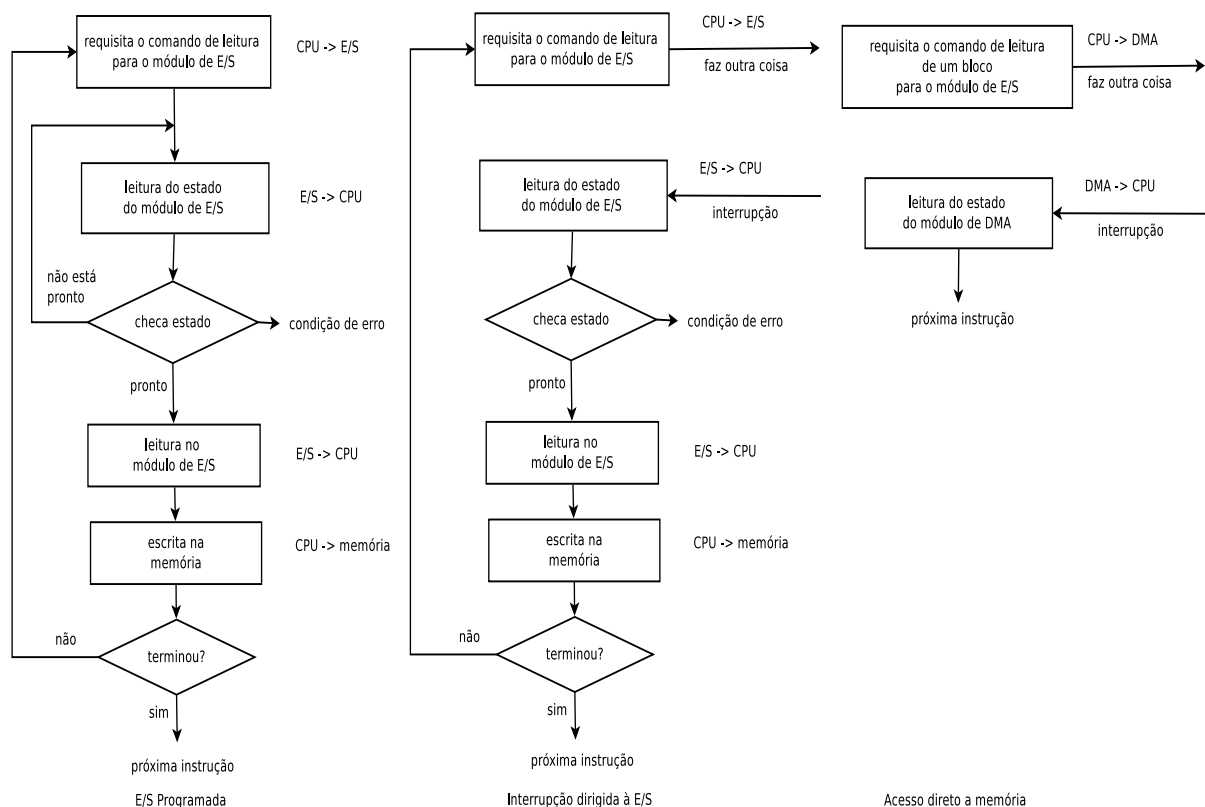 requisita o comando de leitura
para o módulo de E/S
CPU -> E/S
leitura do estado
do módulo de E/S
E/S -> CPU
não está
pronto
checa estado
condição de erro
pronto
leitura no
módulo de E/S
E/S -> CPU
escrita na
memória
CPU -> memória
não
terminou?
sim
próxima instrução
E/S Programada
requisita o comando de leitura
para o módulo de E/S
CPU -> E/S
faz outra coisa
leitura do estado
do módulo de E/S
E/S -> CPU
interrupção
checa estado
condição de erro
pronto
leitura no
módulo de E/S
E/S -> CPU
escrita na
memória
CPU -> memória
não
terminou?
sim
próxima instrução
Interrupção dirigida à E/S
requisita o comando de leitura
de um bloco
para o módulo de E/S
CPU -> DMA
faz outra coisa
leitura do estado
do módulo de DMA
DMA -> CPU
interrupção
próxima instrução
Acesso direto a memória